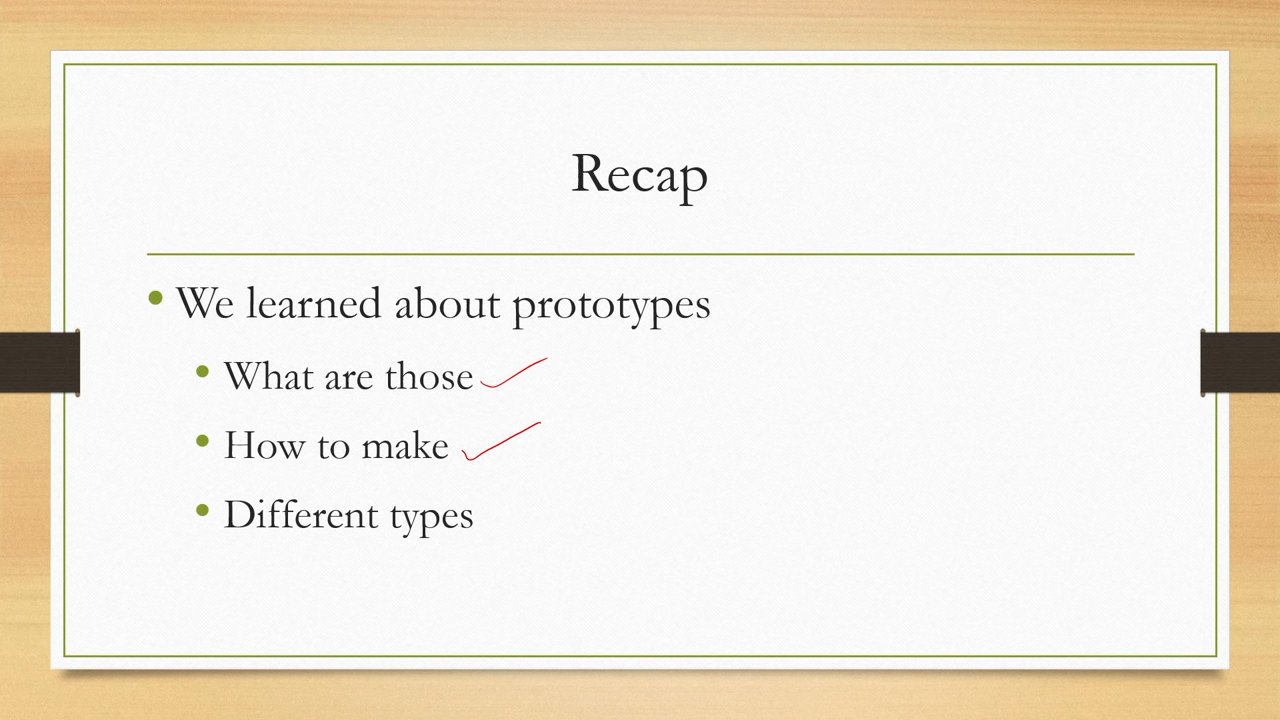 Recap
• We learned about prototypes
• What are those
• How to make
• Different types